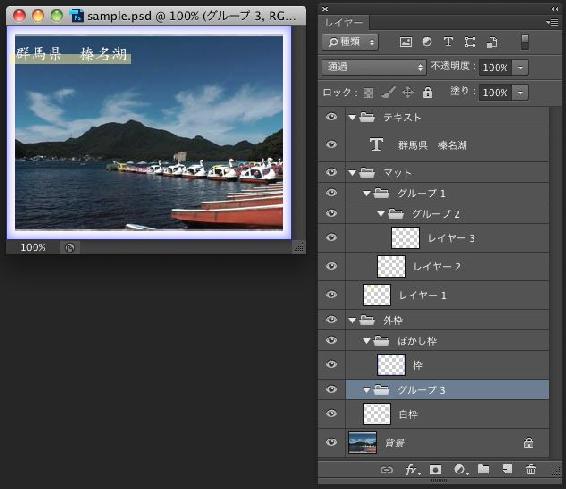 sample.psd @ 100% (グループ 3, RG...
群馬県　榛名湖
100%
レイヤー
種類
通過
不透明度： 100%
ロック：
塗り： 100%
テキスト
T 群馬県　榛名湖
マット
グループ 1
グループ 2
レイヤー 3
レイヤー 2
レイヤー 1
外枠
ぼかし枠
枠
グループ 3
白枠
背景